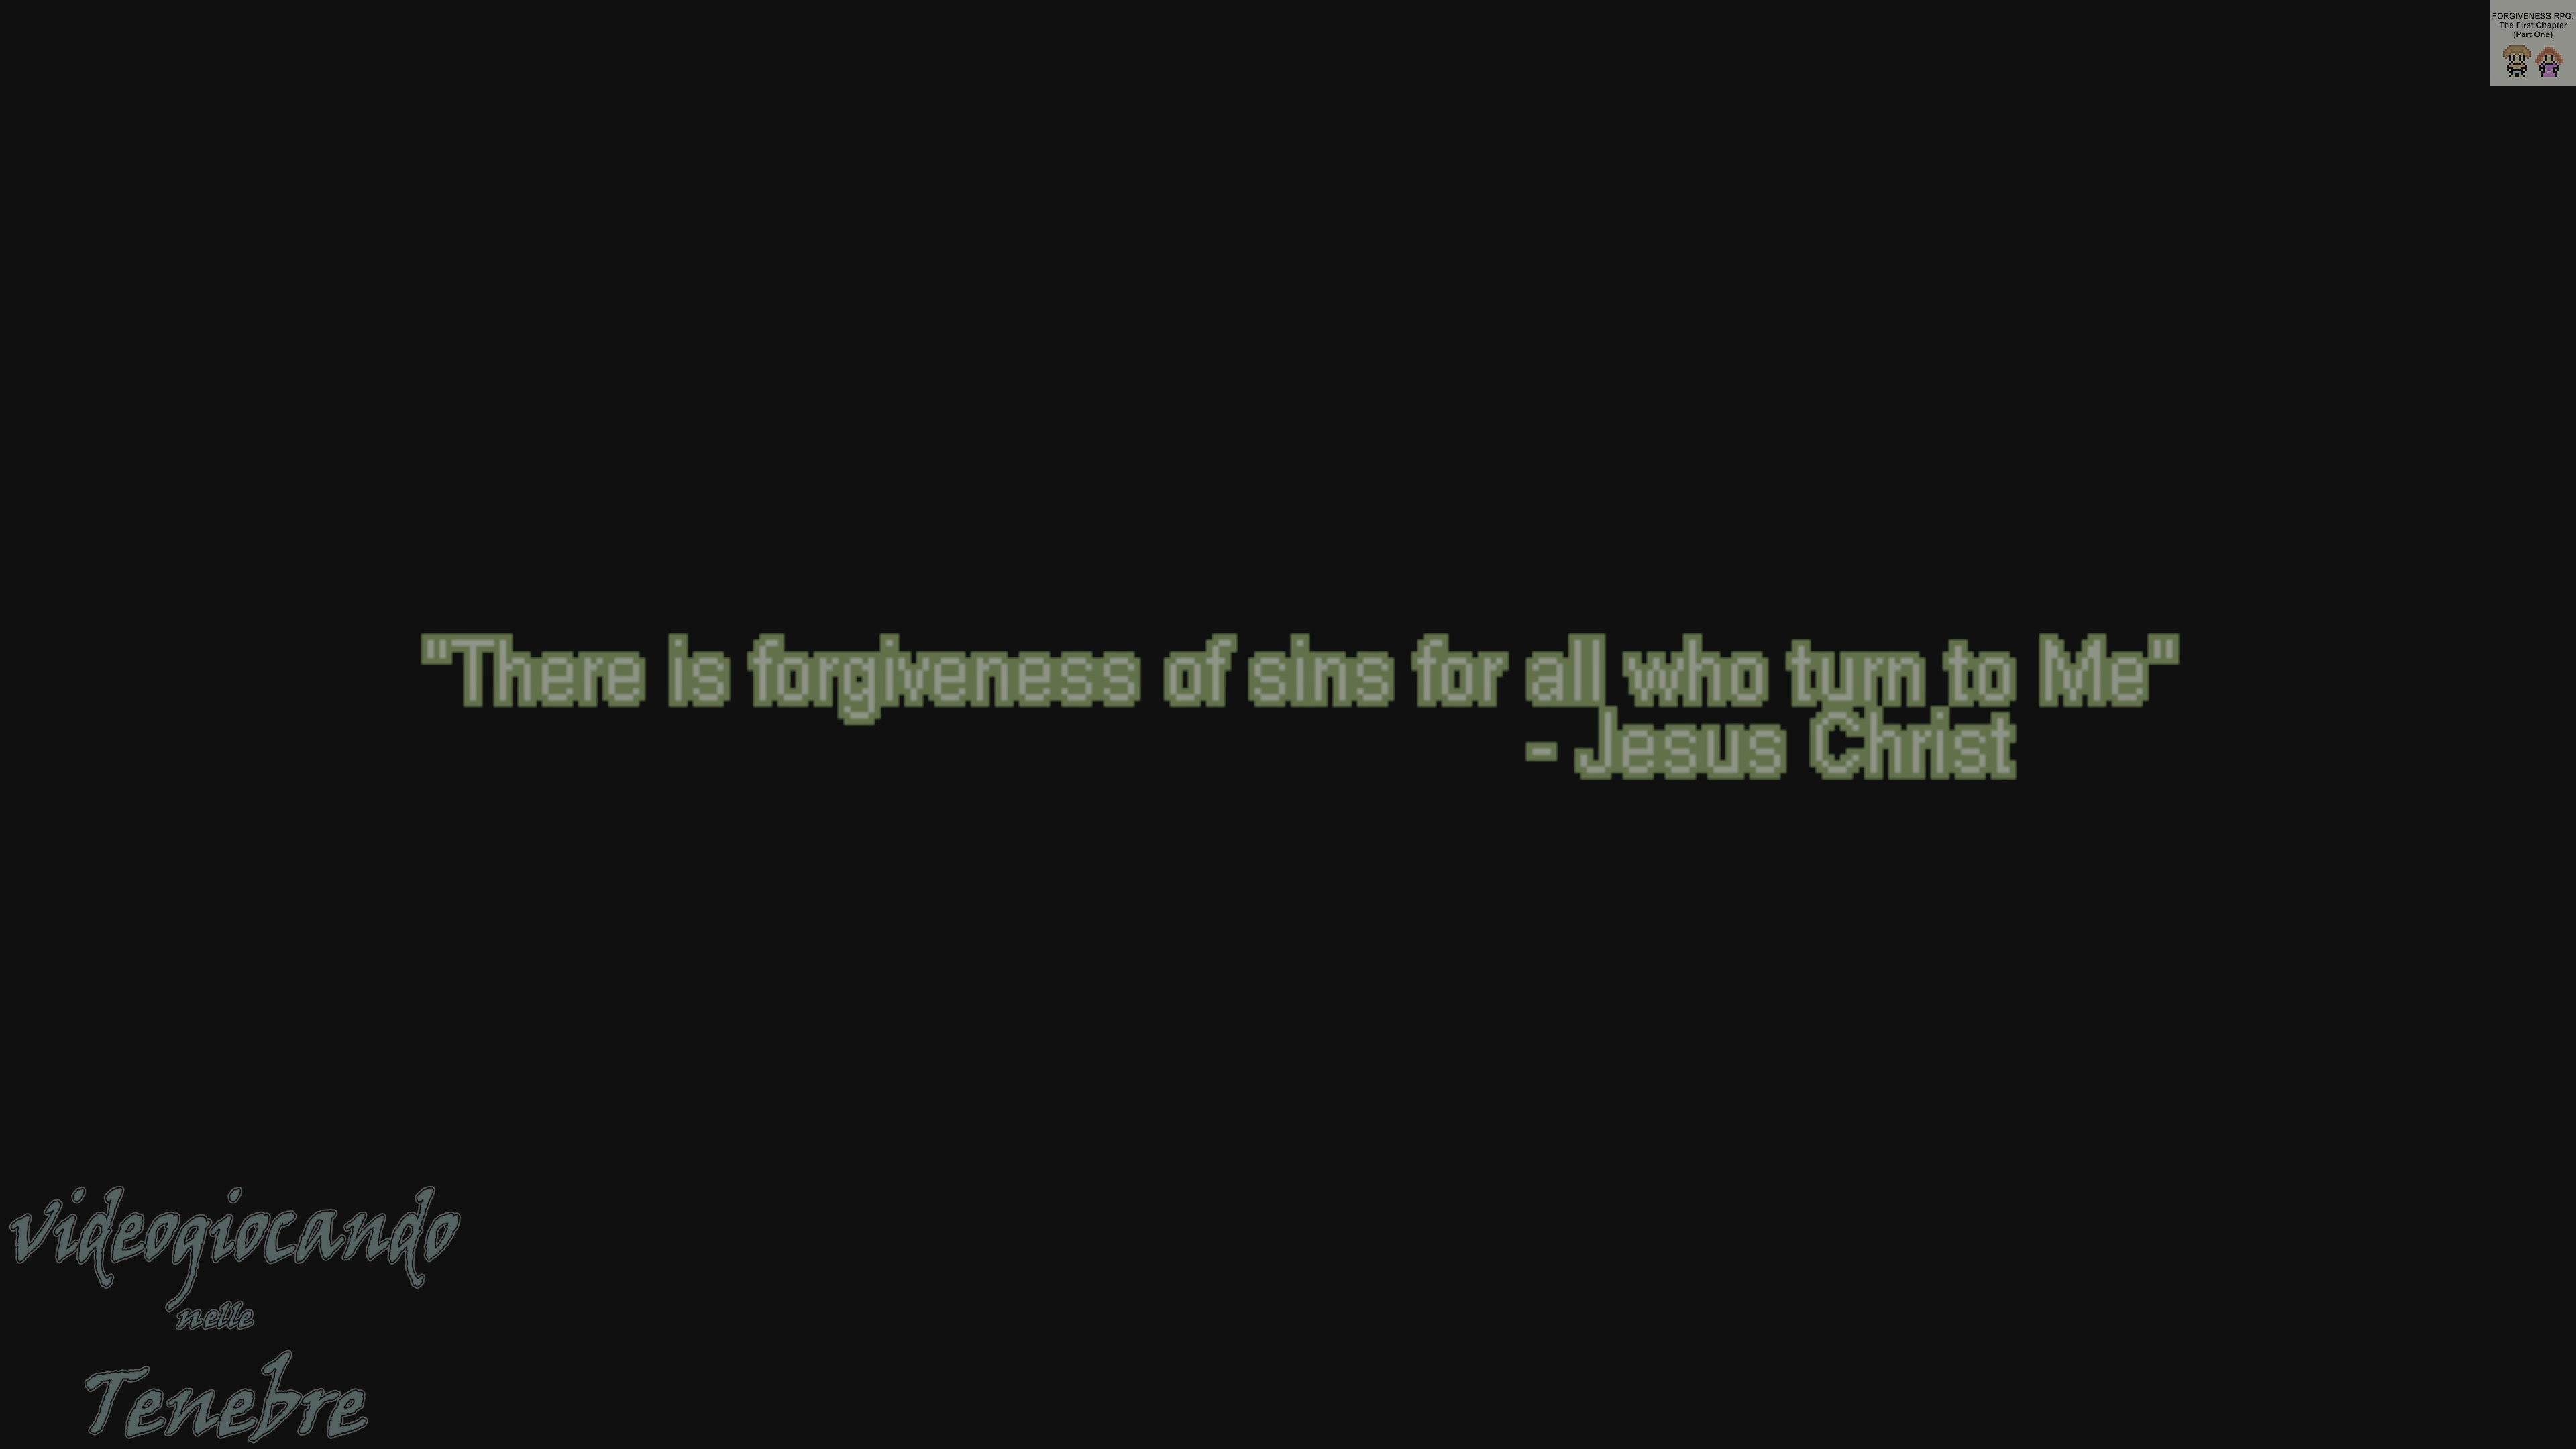 FORGIVENESS RPG:
The First Chapter
(Part One)
"There is forgiveness of sins for all who turn to Me"
- Jesus Christ
videogiocando
nelle
Tenebre